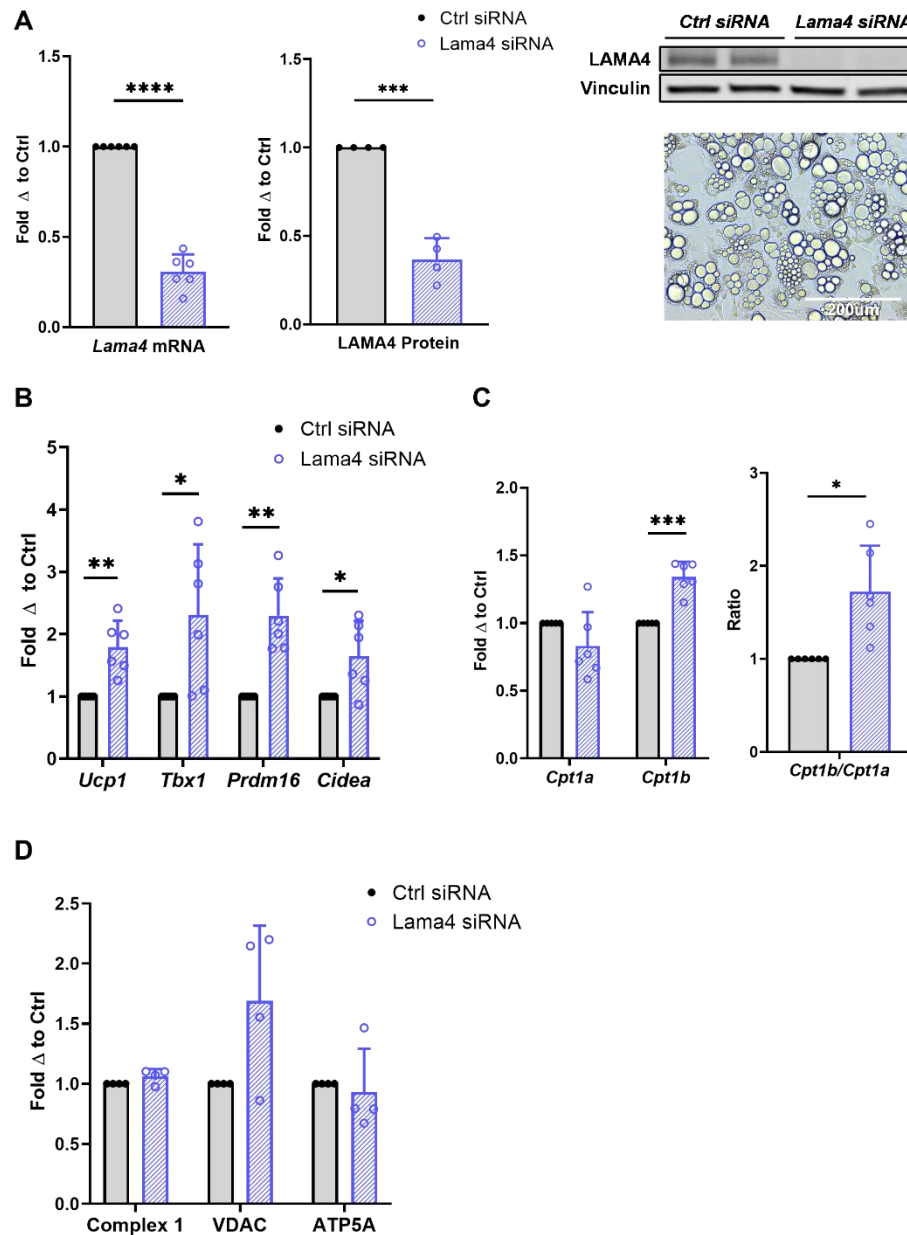 A
Ctrl siRNA
Lama4 siRNA
Fold Δ to Ctrl
1.5
1.0
0.5
0.0
****
Lama4 mRNA
Fold Δ to Ctrl
1.5
1.0
0.5
0.0
***
LAMA4 Protein
Ctrl siRNA Lama4 siRNA
LAMA4
Vinculin
200um
B
Ctrl siRNA
Lama4 siRNA
Fold Δ to Ctrl
5
4
3
2
1
0
** * ** *
Ucp1 Tbx1 Prdm16 Cidea
C
Fold Δ to Ctrl
2.0
1.5
1.0
0.5
0.0
***
Cpt1a Cpt1b
Ratio
3
2
1
0
*
Cpt1b/Cpt1a
D
Ctrl siRNA
Lama4 siRNA
Fold Δ to Ctrl
2.5
2.0
1.5
1.0
0.5
0.0
Complex 1 VDAC ATP5A